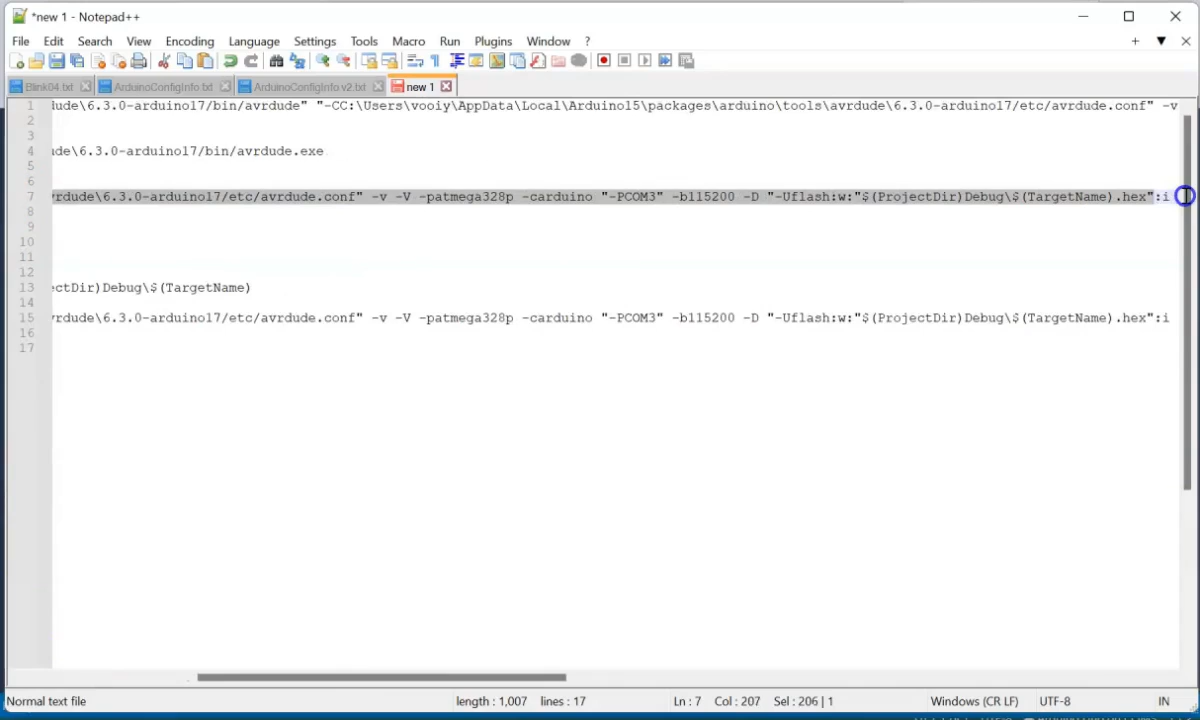 *new 1 - Notepad++
File Edit Search View Encoding Language Settings Tools Macro Run Plugins Window ?
Blink04.txt ArduinoConfigInfo.txt ArduinoConfigInfo v2.txt new 1
1 dude\6.3.0-arduino17/bin/avrdude" "-CC:\Users\vooiy\AppData\Local\Arduino15\packages\arduino\tools\avrdude\6.3.0-arduino17/etc/avrdude.conf" -v
2
3
4 de\6.3.0-arduino17/bin/avrdude.exe
5
6
7 rdude\6.3.0-arduino17/etc/avrdude.conf" -v -V -patmega328p -carduino "-PCOM3" -b115200 -D "-Uflash:w:"$(ProjectDir)Debug\$(TargetName).hex":i
8
9
10
11
12
13 ectDir)Debug\$(TargetName)
14
15 rdude\6.3.0-arduino17/etc/avrdude.conf" -v -V -patmega328p -carduino "-PCOM3" -b115200 -D "-Uflash:w:"$(ProjectDir)Debug\$(TargetName).hex":i
16
17
Normal text file length : 1,007 lines : 17 Ln : 7 Col : 207 Sel : 206 | 1 Windows (CR LF) UTF-8 IN